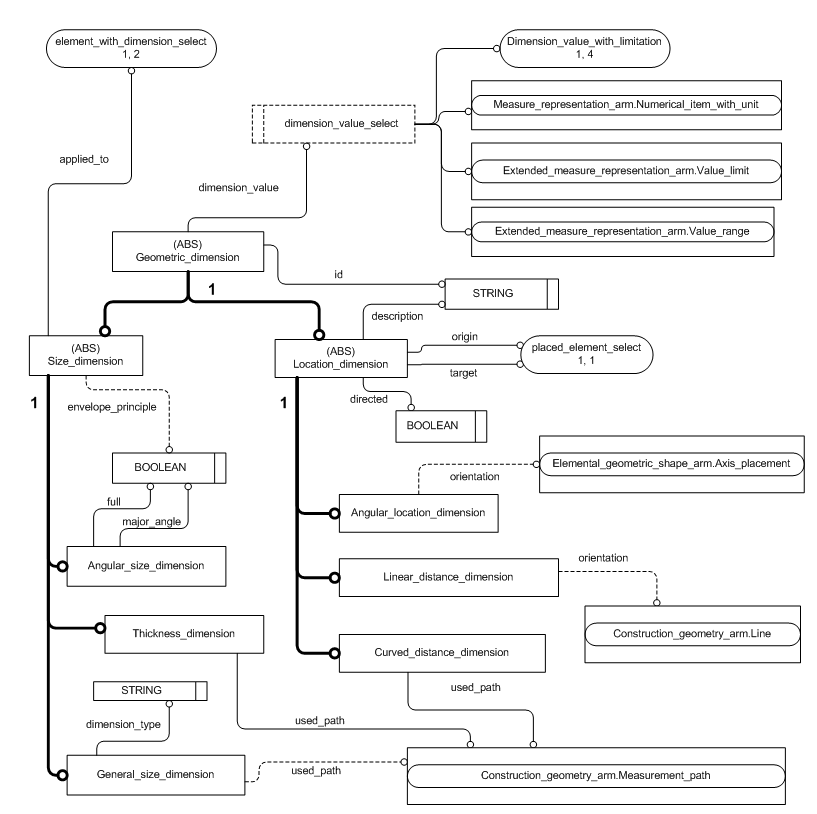 element_with_dimension_select
1, 2
Dimension_value_with_limitation
1, 4
Measure_representation_arm.Numerical_item_with_unit
dimension_value_select
applied_to
Extended_measure_representation_arm.Value_limit
dimension_value
Extended_measure_representation_arm.Value_range
(ABS)
Geometric_dimension
id
1
STRING
description
(ABS)
Size_dimension
(ABS)
Location_dimension
origin
target
placed_element_select
1, 1
1
envelope_principle
1
directed
BOOLEAN
BOOLEAN
Elemental_geometric_shape_arm.Axis_placement
orientation
full
major_angle
Angular_location_dimension
Angular_size_dimension
Linear_distance_dimension
orientation
Thickness_dimension
Construction_geometry_arm.Line
Curved_distance_dimension
STRING
used_path
dimension_type
used_path
General_size_dimension
used_path
Construction_geometry_arm.Measurement_path